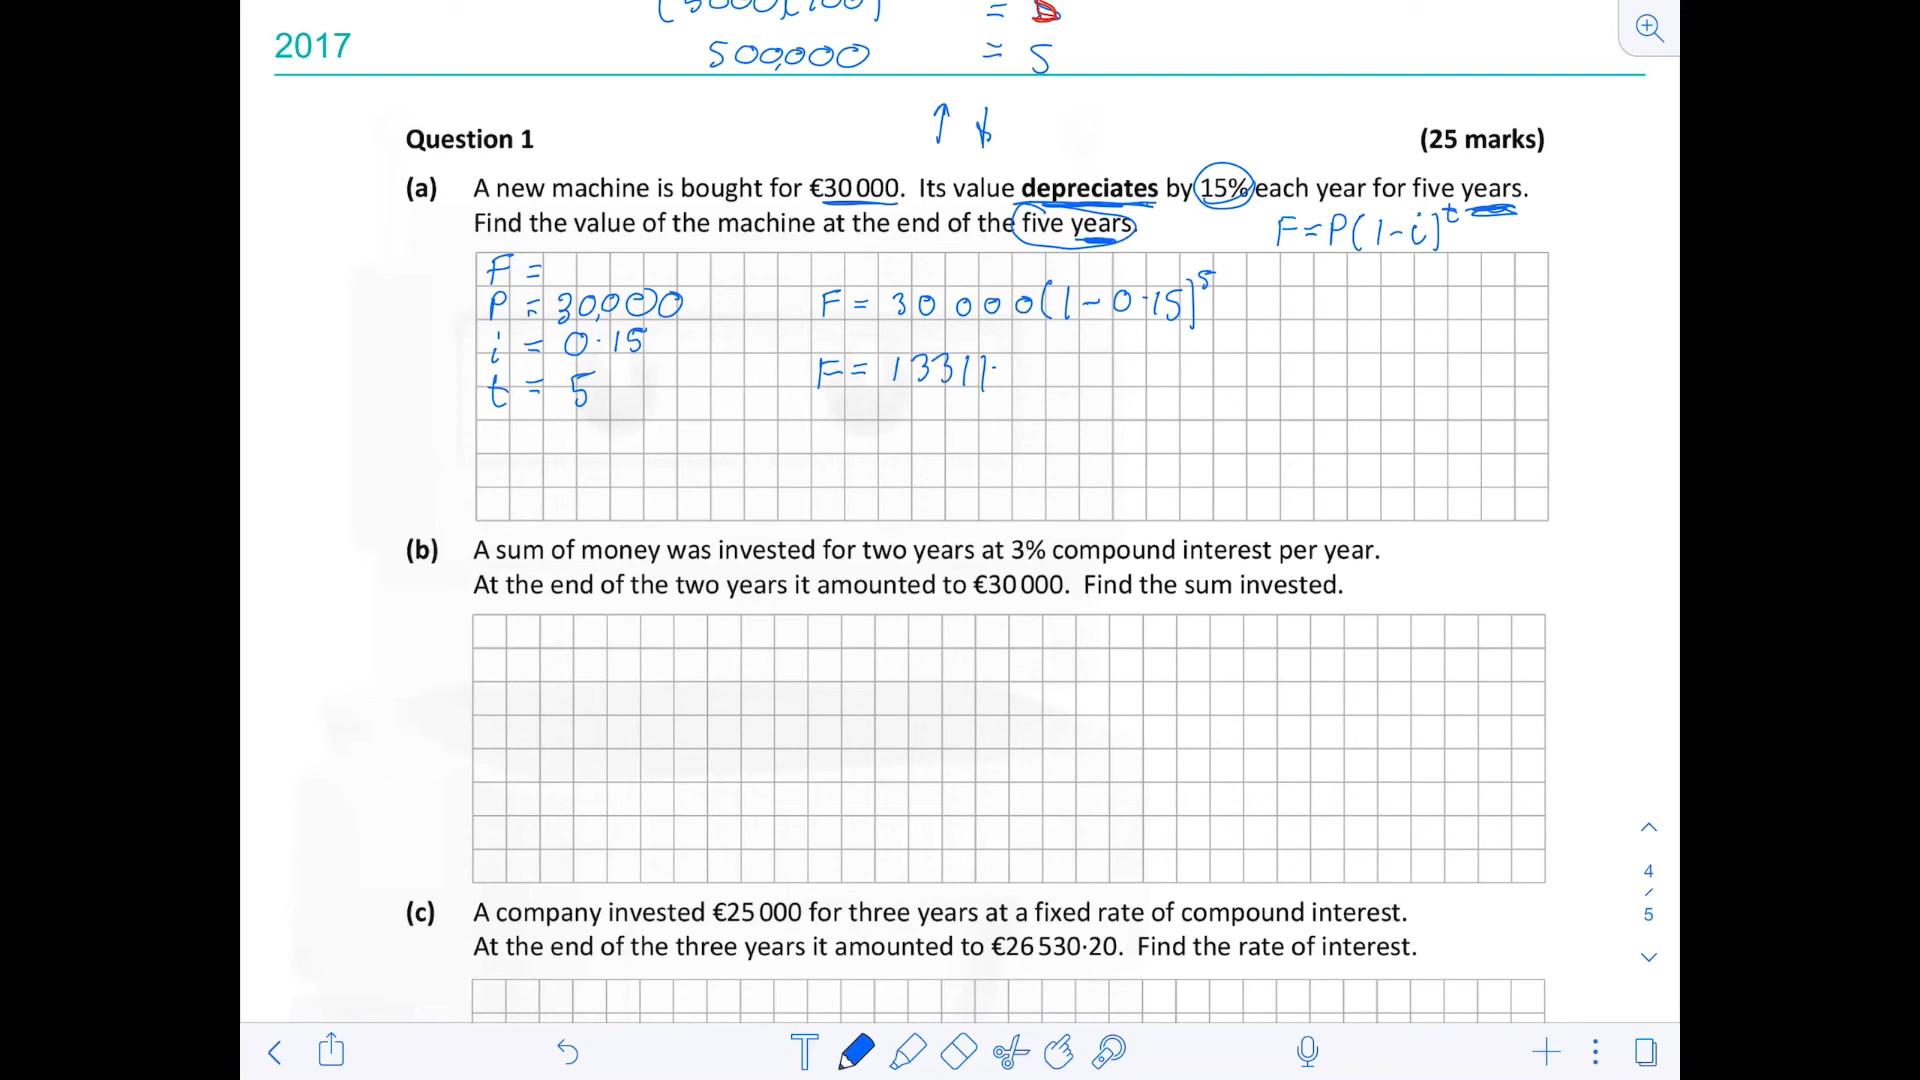 (5000)(100) =
2017
500,000 = 5
↑
Question 1 (25 marks)
(a) A new machine is bought for €30 000. Its value depreciates by 15% each year for five years.
Find the value of the machine at the end of the five years.
F=P(1-i)^t
F =
P = 30,000
i = 0.15
t = 5
F = 30 000(1-0.15)^5
F = 13311.
(b) A sum of money was invested for two years at 3% compound interest per year.
At the end of the two years it amounted to €30 000. Find the sum invested.
(c) A company invested €25 000 for three years at a fixed rate of compound interest.
At the end of the three years it amounted to €26 530·20. Find the rate of interest.
4
/
5
T